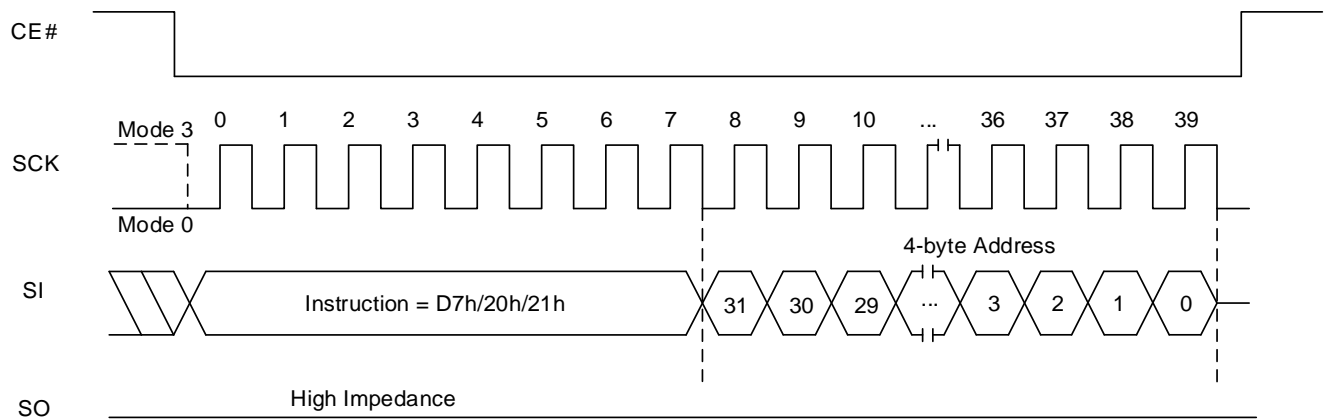 CE#
0 1 2 3 4 5 6 7 8 9 10 ... 36 37 38 39
Mode 3
SCK
Mode 0
4-byte Address
SI
Instruction = D7h/20h/21h 31 30 29 ... 3 2 1 0
High Impedance
SO